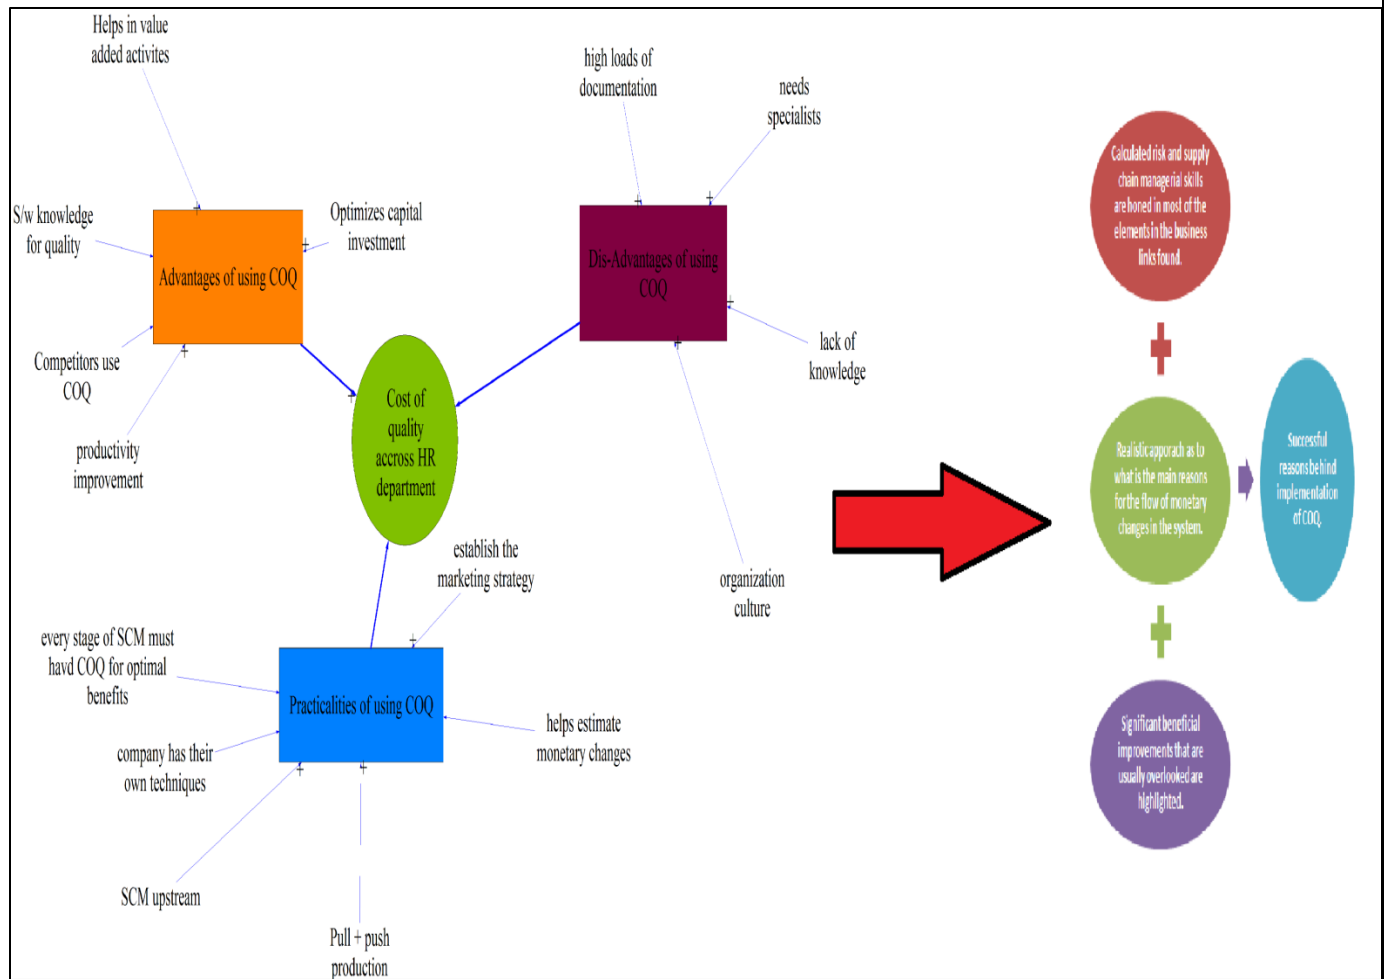 Helps in value
added activites
S/w knowledge
for quality
Optimizes capital
investment
Advantages of using COQ
Competitors use
COQ
productivity
improvement
high loads of
documentation
needs
specialists
Dis-Advantages of using
COQ
lack of
knowledge
organization
culture
Cost of
quality
accross HR
department
establish the
marketing strategy
every stage of SCM must
havd COQ for optimal
benefits
Practicalities of using COQ
company has their
own techniques
helps estimate
monetary changes
SCM upstream
Pull + push
production
Calculated risk and supply
chain managerial skills
are honed in most of the
elements in the business
links found.
Realistic apporach as to
what is the main reasons
for the flow of monetary
changes in the system.
Successful
reasons behind
implementation
of COQ.
Significant beneficial
improvements that are
usually overlooked are
highlighted.